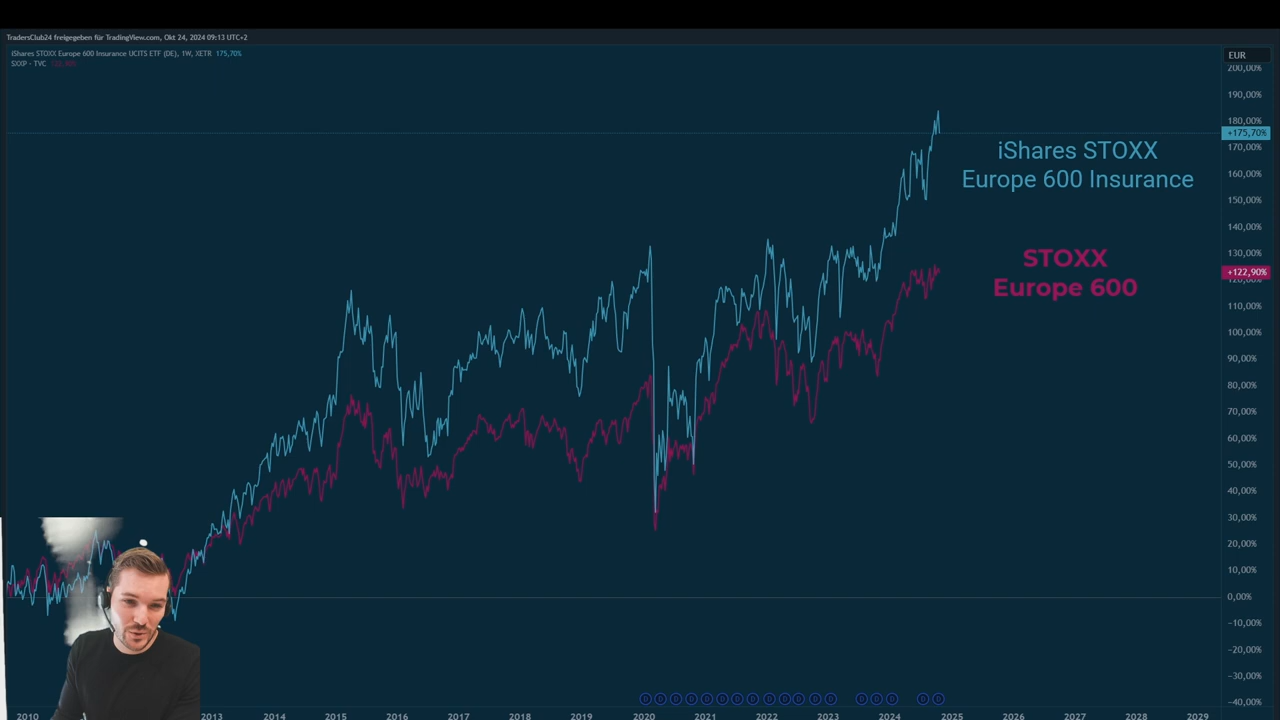 TradersClub24 freigegeben für TradingView.com, Okt 24, 2024 09:13 UTC+2
iShares STOXX Europe 600 Insurance UCITS ETF (DE), 1W, XETR 175,70%
SXXP - TVC
EUR
200,00%
190,00%
180,00%
+175,70%
170,00%
160,00%
150,00%
140,00%
130,00%
+122,90%
110,00%
100,00%
90,00%
80,00%
70,00%
60,00%
50,00%
40,00%
30,00%
20,00%
10,00%
0,00%
−10,00%
−20,00%
−30,00%
−40,00%
iShares STOXX
Europe 600 Insurance
STOXX
Europe 600
D D D D D D D D D D D D D D D D D D
2010 2013 2014 2015 2016 2017 2018 2019 2020 2021 2022 2023 2024 2025 2026 2027 2028 2029